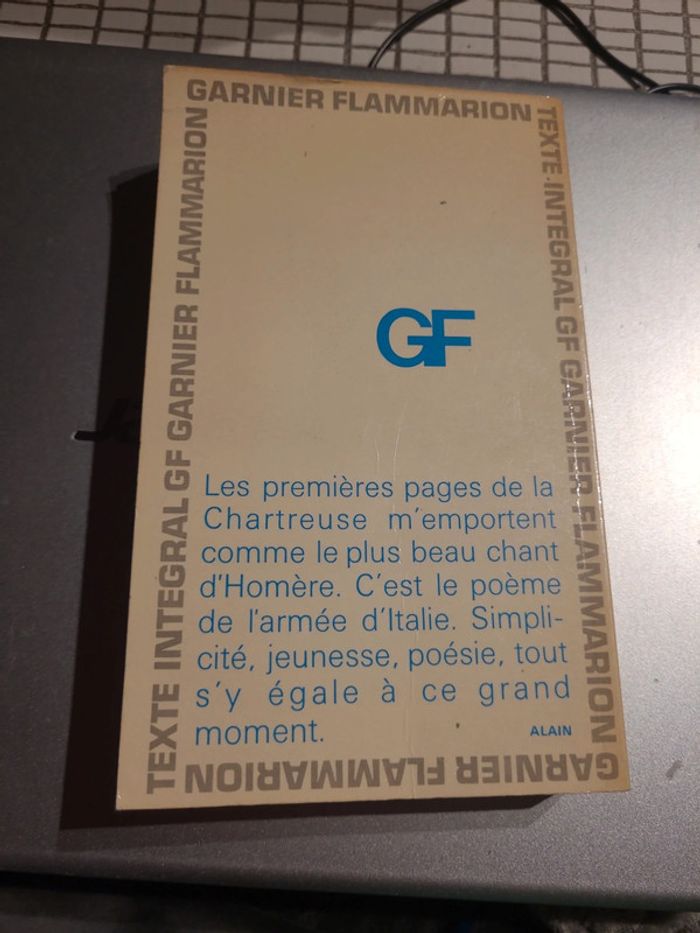 GARNIER FLAMMARION
TEXTE-INTEGRAL GF GARNIER FLAMMARION
GARNIER FLAMMARION
TEXTE INTEGRAL GF GARNIER FLAMMARION
GF
Les premières pages de la
Chartreuse m'emportent
comme le plus beau chant
d'Homère. C'est le poème
de l'armée d'Italie. Simpli-
cité, jeunesse, poésie, tout
s'y égale à ce grand
moment.
ALAIN